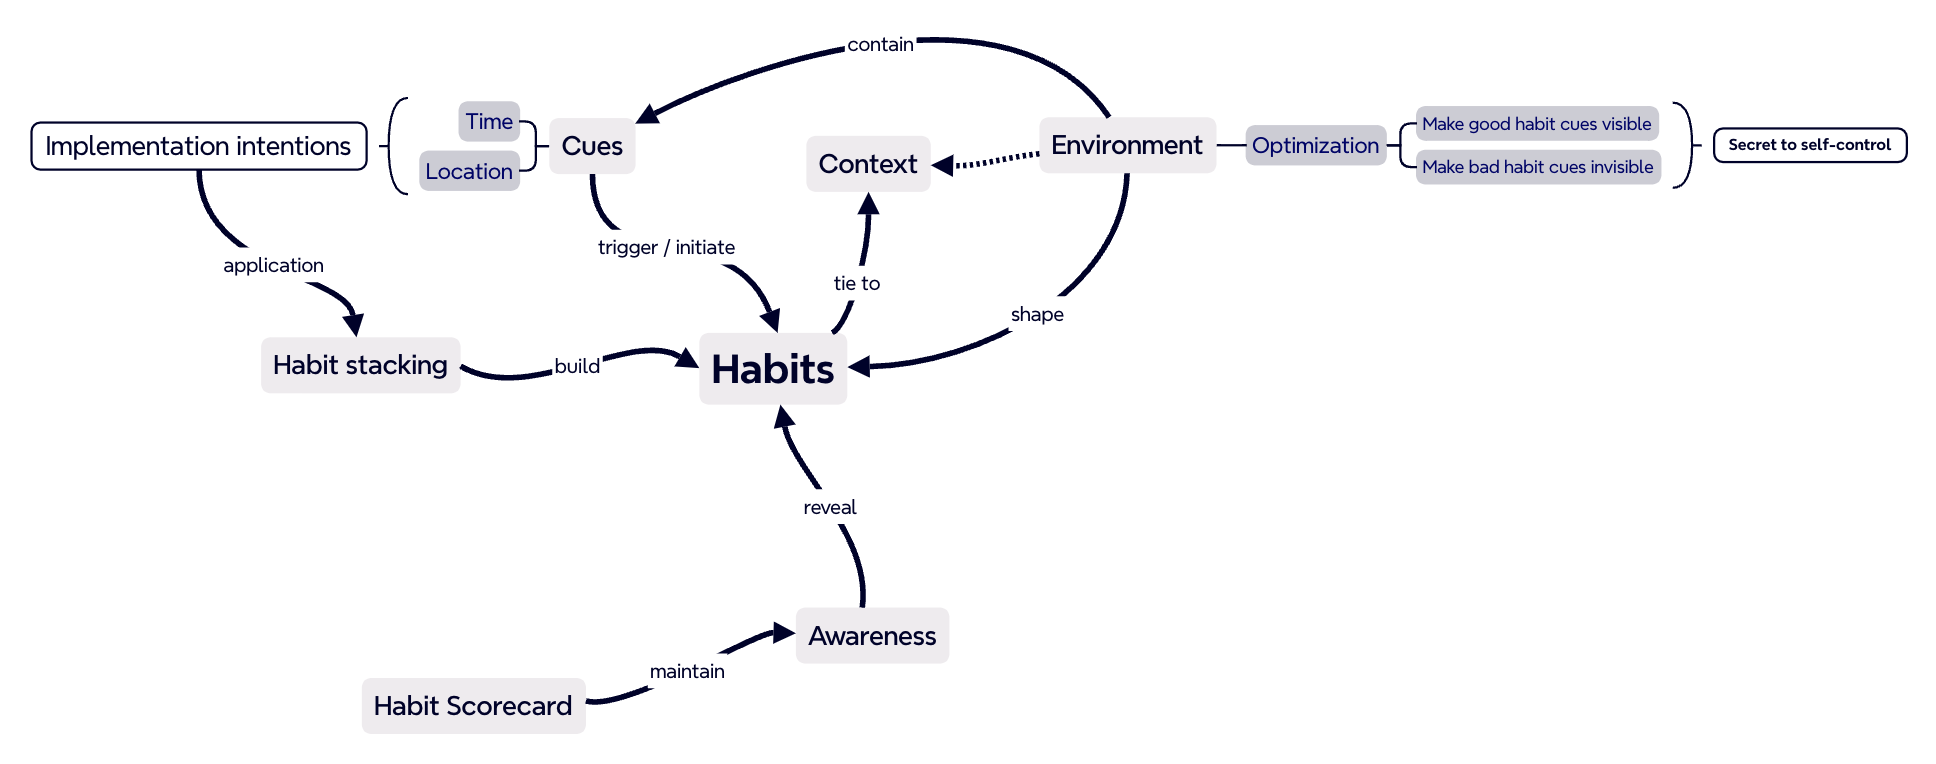 contain
Implementation intentions
Time
Location
Cues
Context
Environment
Optimization
Make good habit cues visible
Make bad habit cues invisible
Secret to self-control
trigger / initiate
application
tie to
shape
Habit stacking
build
Habits
reveal
Awareness
maintain
Habit Scorecard